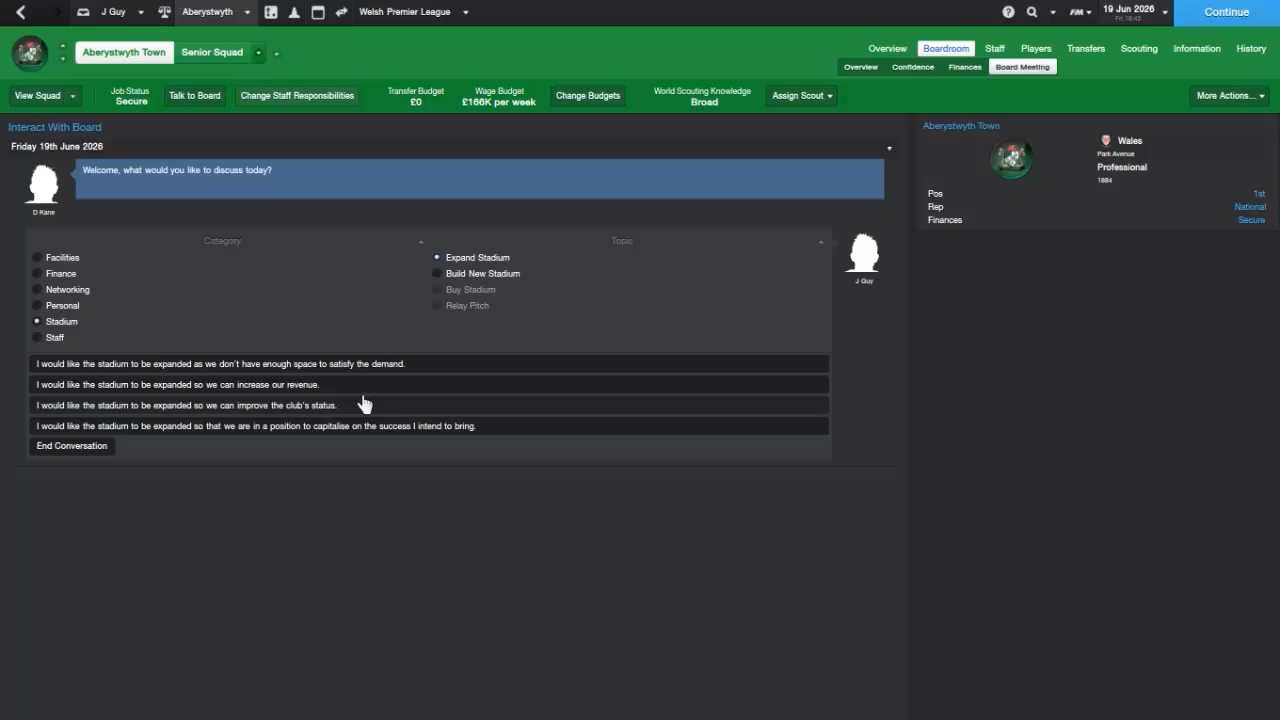 J Guy
Aberystwyth
Welsh Premier League
FM
19 Jun 2026
Fri 18:45
Continue
Aberystwyth Town
Senior Squad
Overview
Boardroom
Staff
Players
Transfers
Scouting
Information
History
Overview
Confidence
Finances
Board Meeting
View Squad
Job Status
Secure
Talk to Board
Change Staff Responsibilities
Transfer Budget
£0
Wage Budget
£166K per week
Change Budgets
World Scouting Knowledge
Broad
Assign Scout
More Actions...
Interact With Board
Friday 19th June 2026
Welcome, what would you like to discuss today?
D Kane
Category
Topic
Facilities
Finance
Networking
Personal
Stadium
Staff
Expand Stadium
Build New Stadium
Buy Stadium
Relay Pitch
J Guy
I would like the stadium to be expanded as we don't have enough space to satisfy the demand.
I would like the stadium to be expanded so we can increase our revenue.
I would like the stadium to be expanded so we can improve the club's status.
I would like the stadium to be expanded so that we are in a position to capitalise on the success I intend to bring.
End Conversation
Aberystwyth Town
Wales
Park Avenue
Professional
1884
Pos 1st
Rep National
Finances Secure